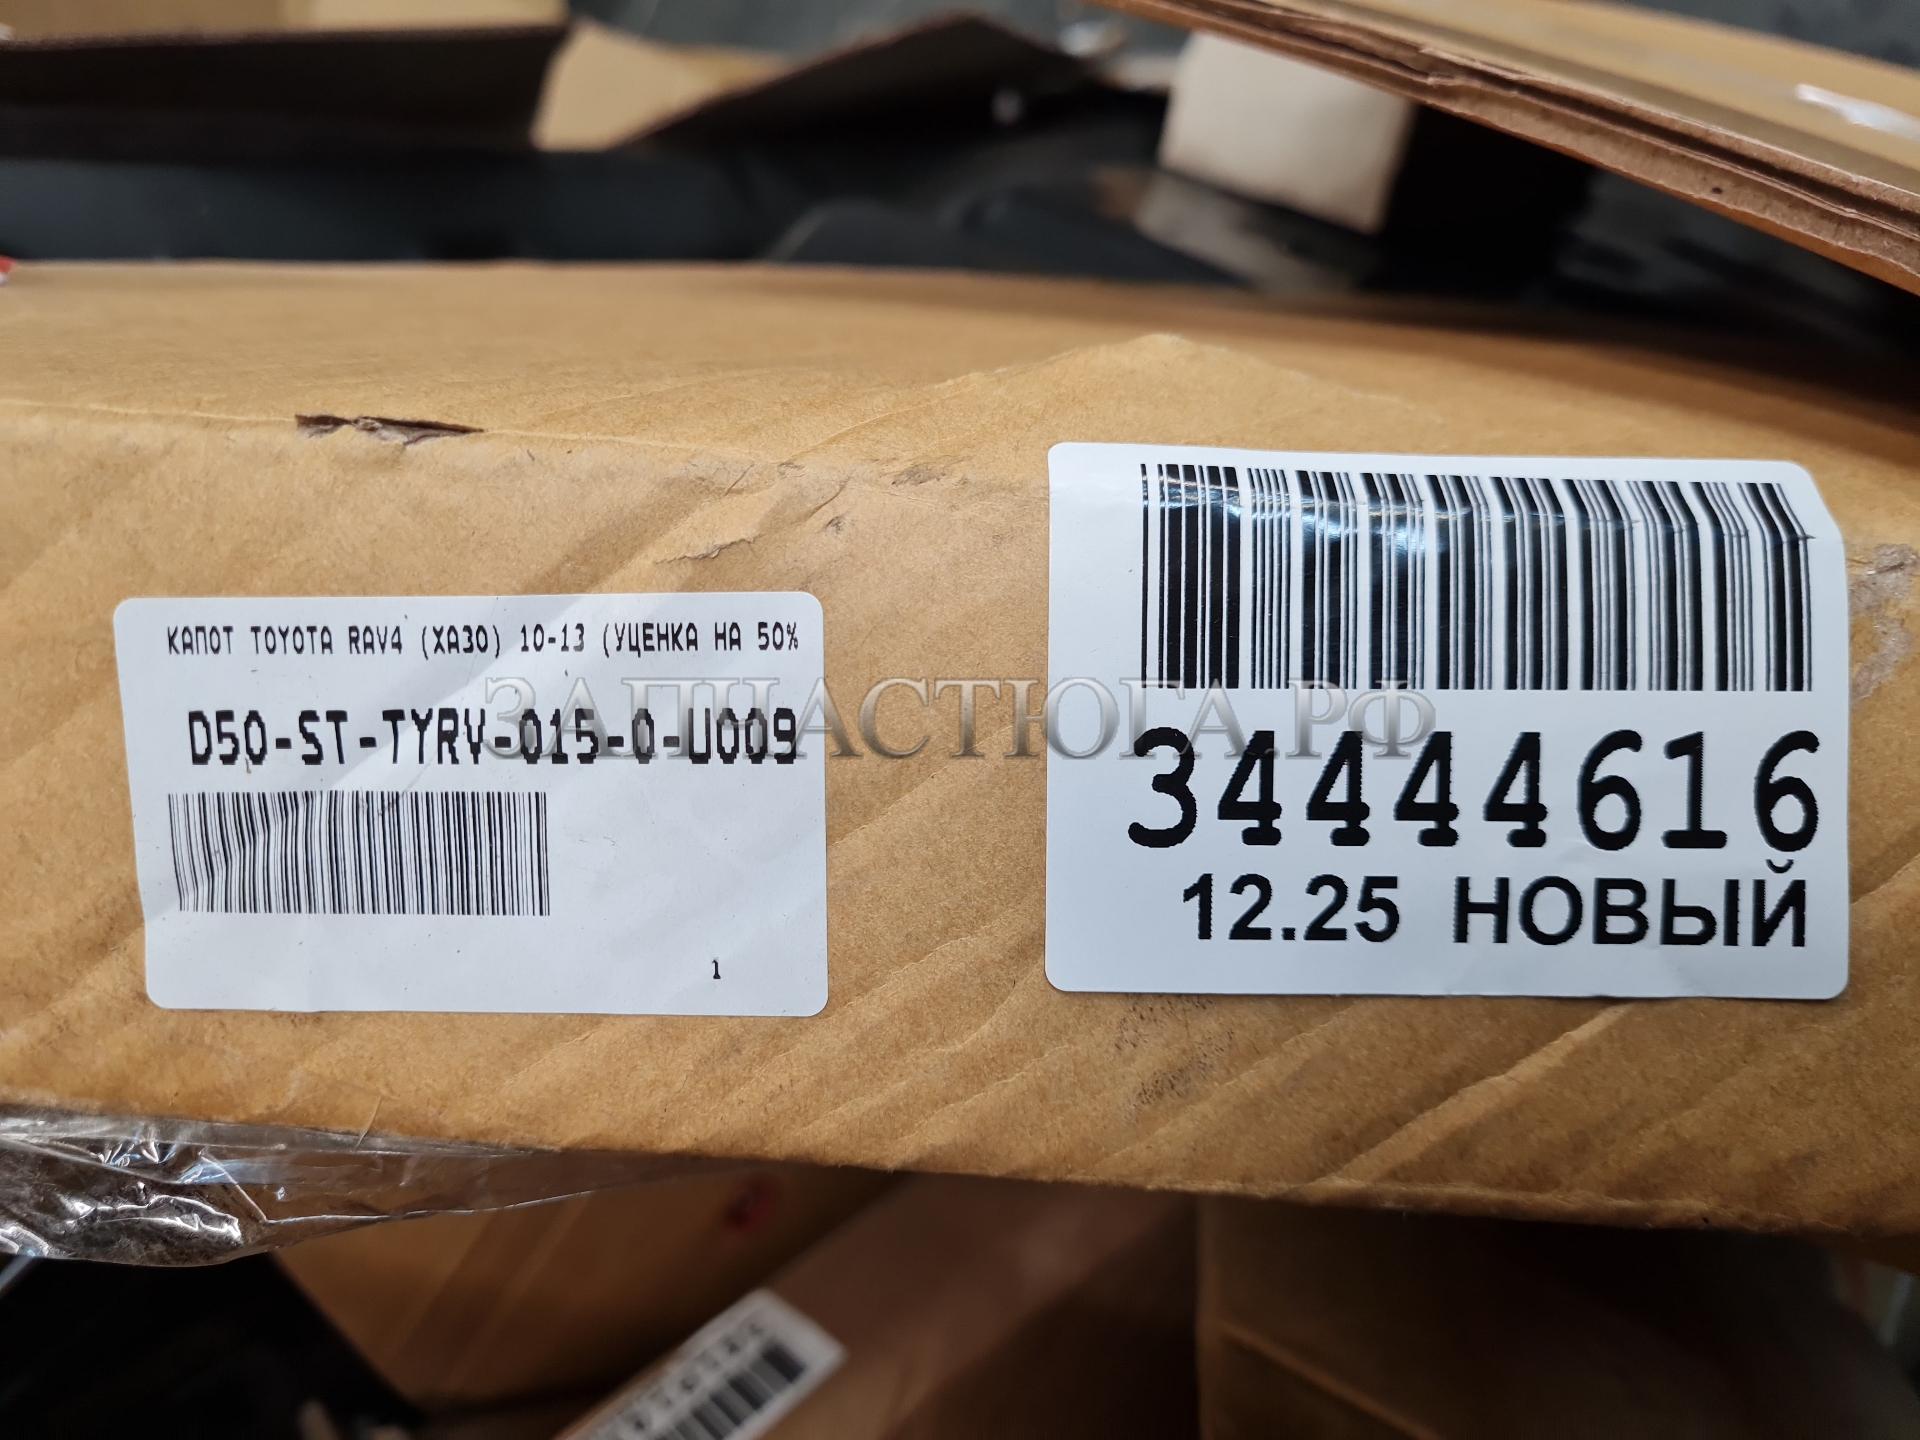 КАПОТ TOYOTA RAV4 (XA30) 10-13 (УЦЕНКА НА 50%
D50-ST-TYRV-015-0-U009
1
34444616
12.25 НОВЫЙ
ЗАПЧАСТЮГА.РФ